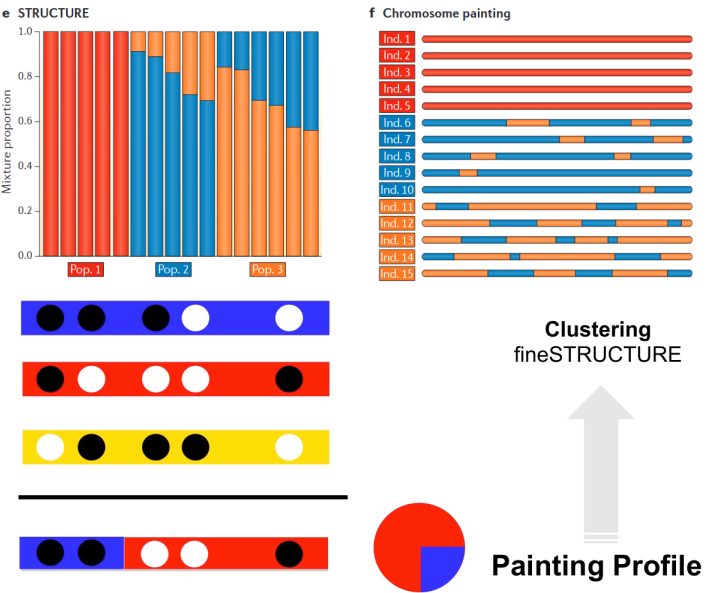 e STRUCTURE
1.0
0.8
0.6
0.4
0.2
0.0
Mixture proportion
Pop. 1
Pop. 2
Pop. 3
f Chromosome painting
Ind. 1
Ind. 2
Ind. 3
Ind. 4
Ind. 5
Ind. 6
Ind. 7
Ind. 8
Ind. 9
Ind. 10
Ind. 11
Ind. 12
Ind. 13
Ind. 14
Ind. 15
Clustering
fineSTRUCTURE
Painting Profile